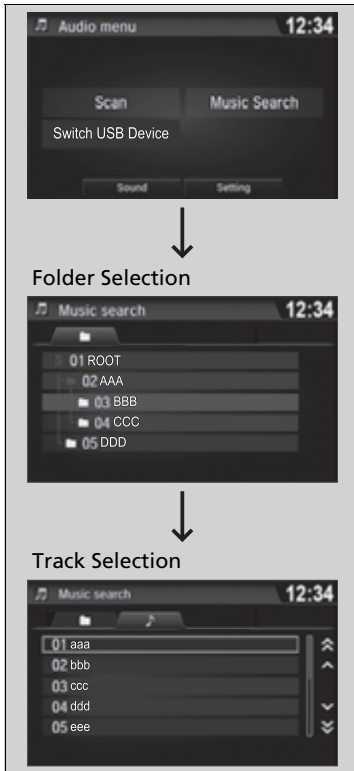 Audio menu 12:34
Scan Music Search
Switch USB Device
Sound Setting
Folder Selection
Music search 12:34
01 ROOT
02 AAA
03 BBB
04 CCC
05 DDD
Track Selection
Music search 12:34
01 aaa
02 bbb
03 ccc
04 ddd
05 eee